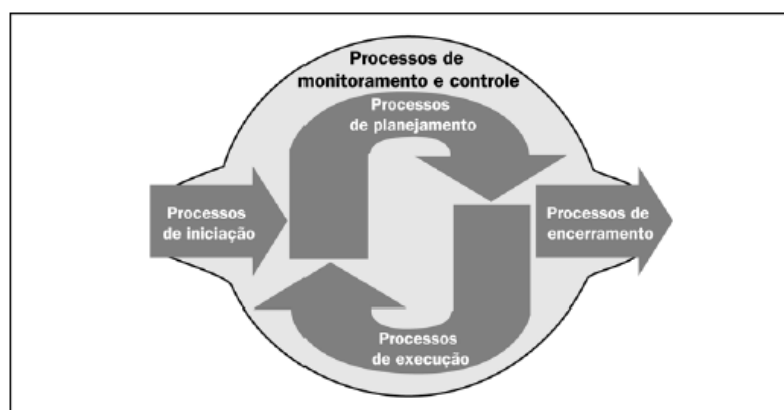 Processos de
monitoramento e controle
Processos
de planejamento
Processos
de iniciação
Processos de
encerramento
Processos
de execução